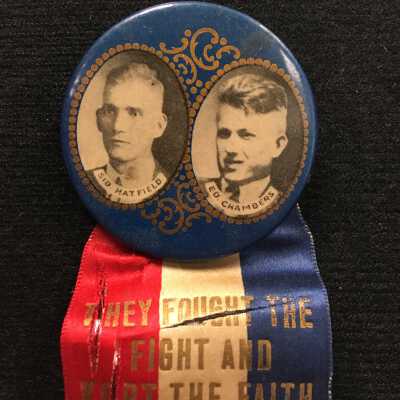 SID HATFIELD
ED CHAMBERS
THEY FOUGHT THE
FIGHT AND
KEPT THE FAITH